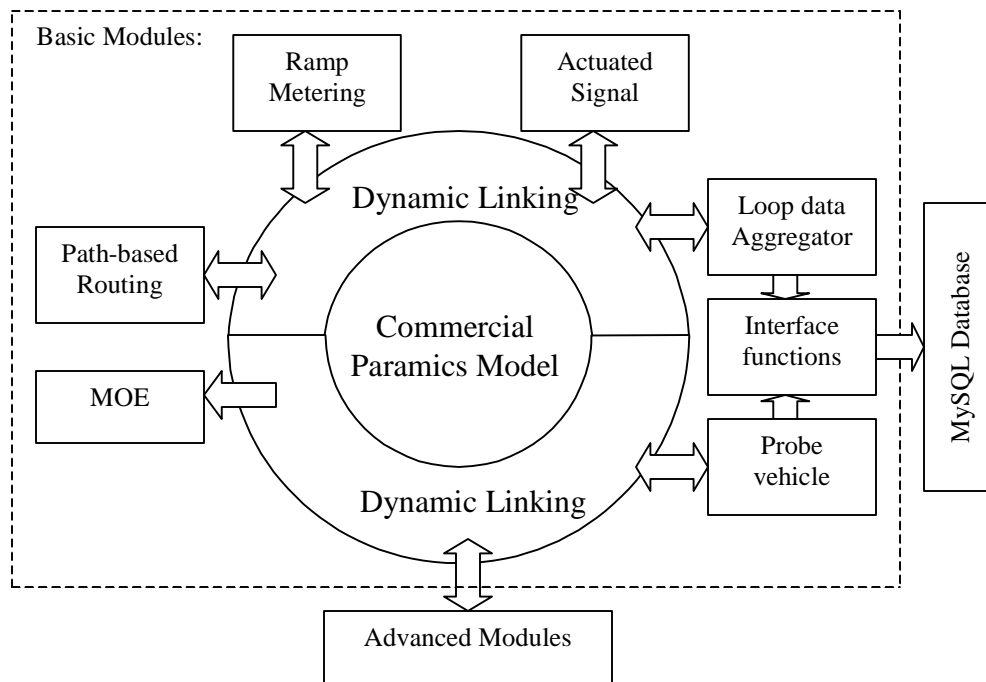 Basic Modules:
Ramp
Metering
Actuated
Signal
Dynamic Linking
Loop data
Aggregator
Path-based
Routing
Commercial
Paramics Model
Interface
functions
MySQL Database
MOE
Probe
vehicle
Dynamic Linking
Advanced Modules